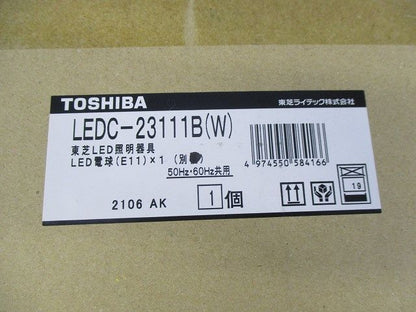 TOSHIBA
東芝ライテック株式会社
LEDC-23111B(W)
東芝LED照明器具
LED電球(E11)×1 (別
50Hz・60Hz共用
4 974550 584166
2106 AK
1個
19